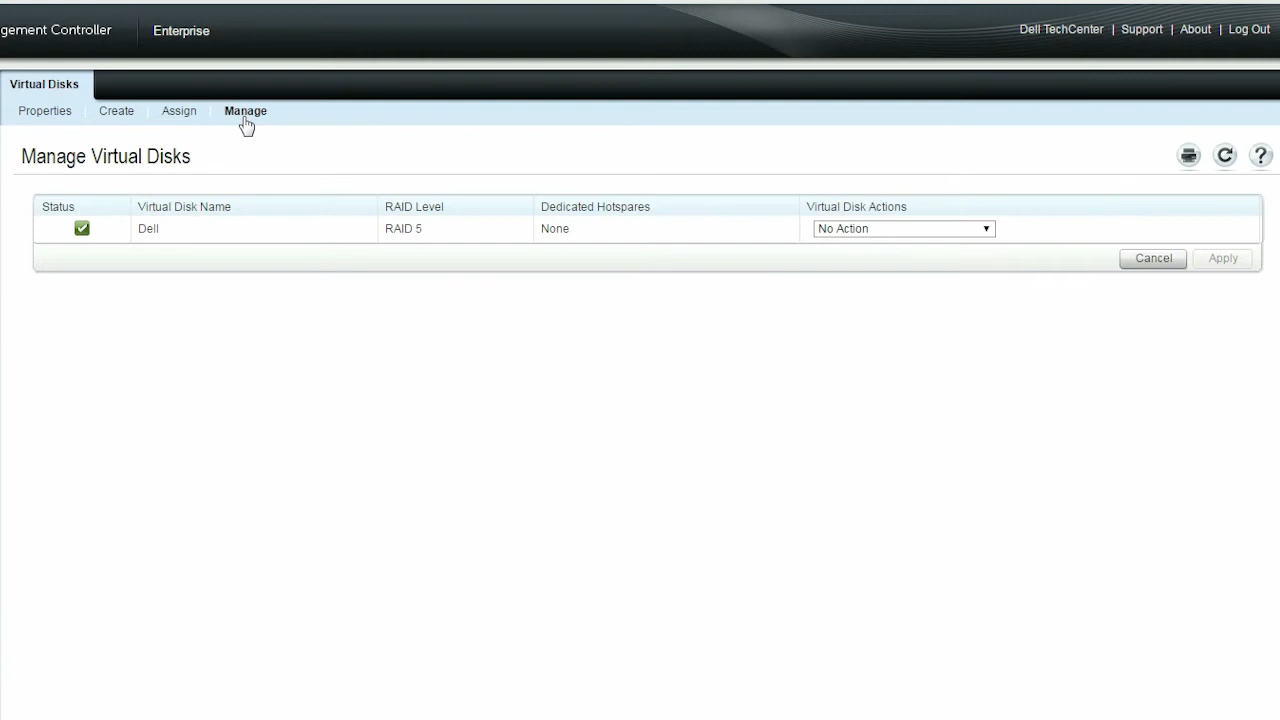 gement Controller Enterprise Dell TechCenter | Support | About | Log Out
Virtual Disks
Properties Create Assign Manage
Manage Virtual Disks
Status Virtual Disk Name RAID Level Dedicated Hotspares Virtual Disk Actions
Dell RAID 5 None No Action
Cancel Apply